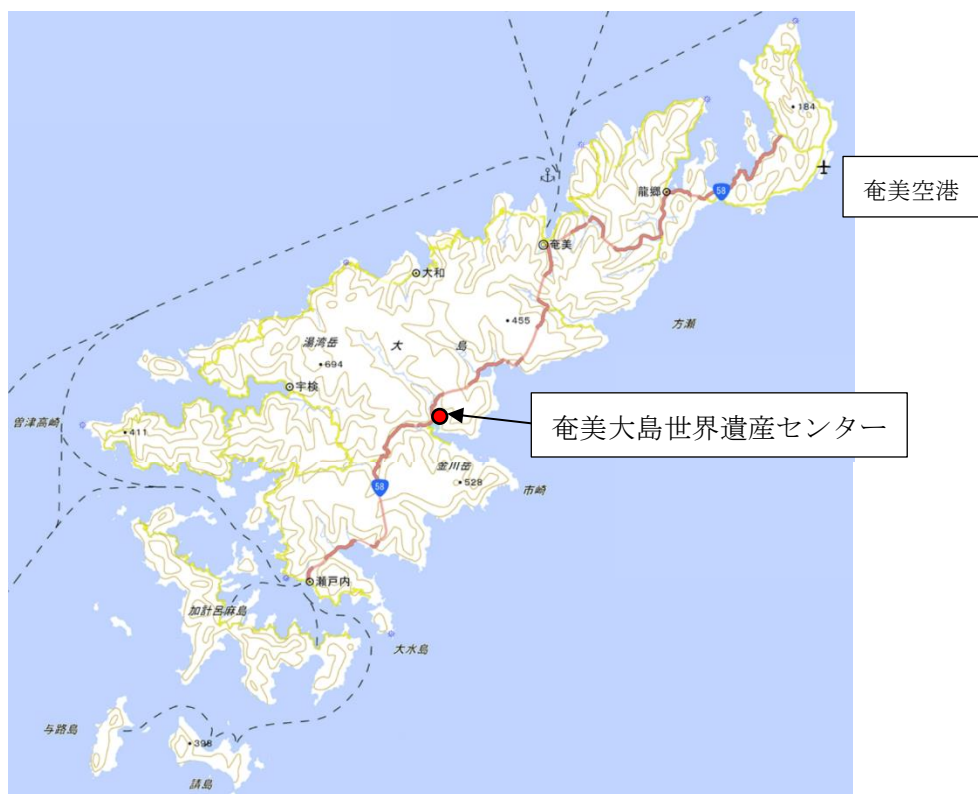 184
奄美空港
龍郷
58
奄美
大和
455
方瀬
湯湾岳
大島
694
宇検
奄美大島世界遺産センター
曽津高崎
411
金川岳
528
市崎
58
瀬戸内
加計呂麻島
大水島
与路島
398
請島